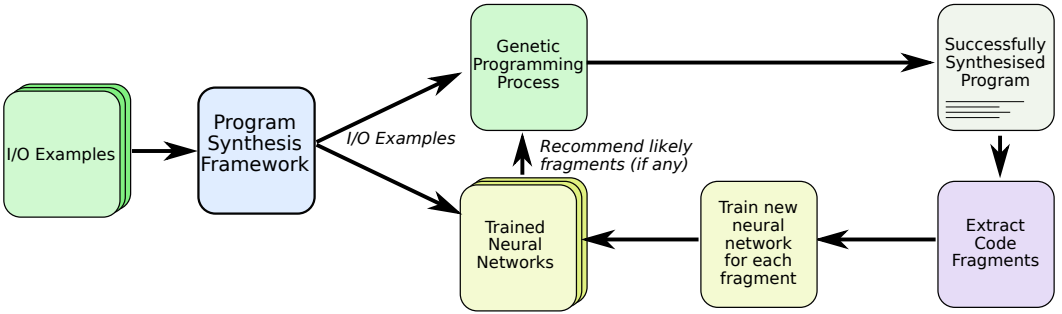 I/O Examples
Program
Synthesis
Framework
I/O Examples
Genetic
Programming
Process
Recommend likely
fragments (if any)
Trained
Neural
Networks
Successfully
Synthesised
Program
Extract
Code
Fragments
Train new
neural
network
for each
fragment